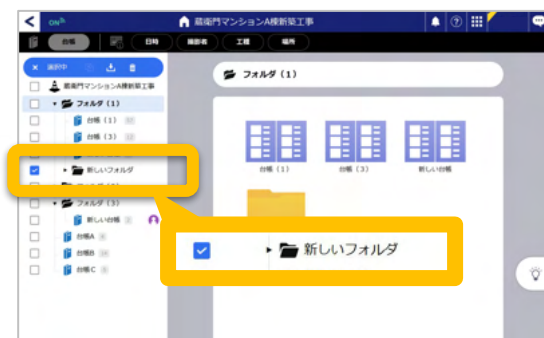 ON
蔵衛門マンションA棟新築工事
台帳
日時
撮影者
工種
場所
選択中
蔵衛門マンションA棟新築工事
フォルダ (1)
台帳 (1)
台帳 (3)
新しいフォルダ
フォルダ (3)
新しい台帳 2
台帳A
台帳B
台帳C
フォルダ (1)
台帳 (1)
台帳 (3)
新しい台帳
新しいフォルダ